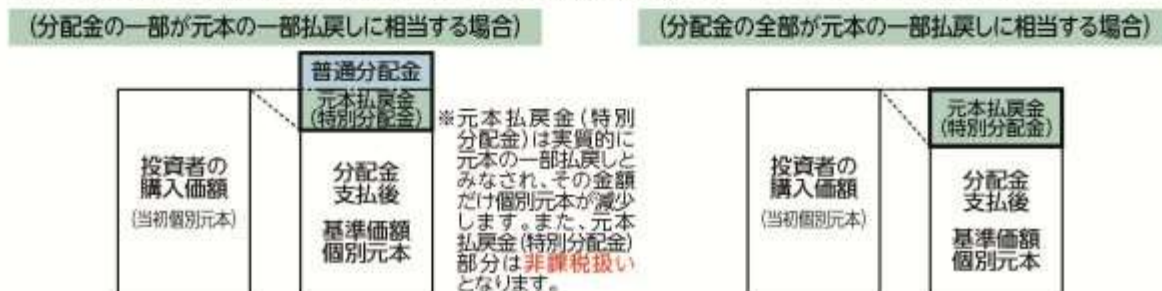 (分配金の一部が元本の一部払戻しに相当する場合)
普通分配金
元本払戻金
(特別分配金)
投資者の
購入価額
(当初個別元本)
分配金
支払後
基準価額
個別元本
※元本払戻金(特別
分配金)は実質的に
元本の一部払戻しと
みなされ、その金額
だけ個別元本が減少
します。また、元本
払戻金(特別分配金)
部分は非課税扱い
となります。
(分配金の全部が元本の一部払戻しに相当する場合)
元本払戻金
(特別分配金)
投資者の
購入価額
(当初個別元本)
分配金
支払後
基準価額
個別元本